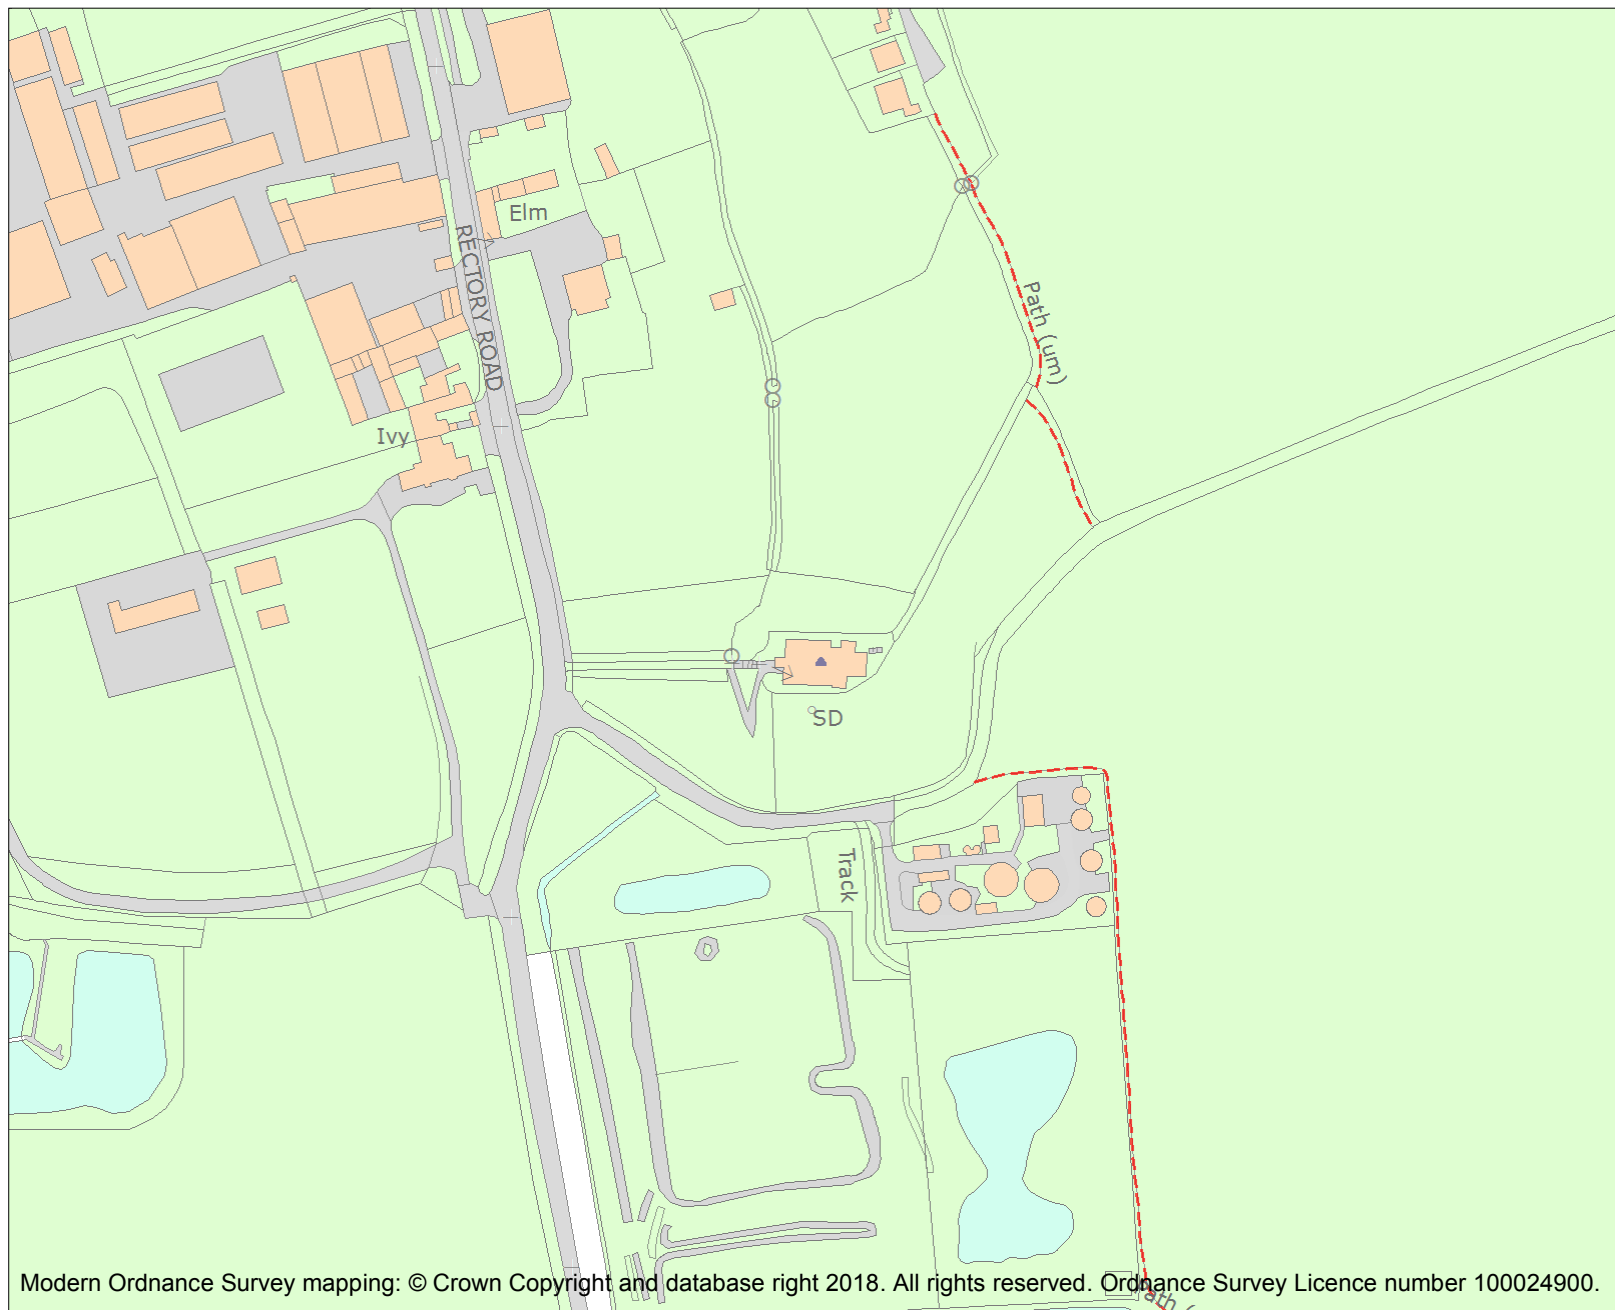 Elm
RECTORY ROAD
Path (um)
Ivy
SD
Track
Modern Ordnance Survey mapping: © Crown Copyright and database right 2018. All rights reserved. Ordnance Survey Licence number 100024900.
Path (